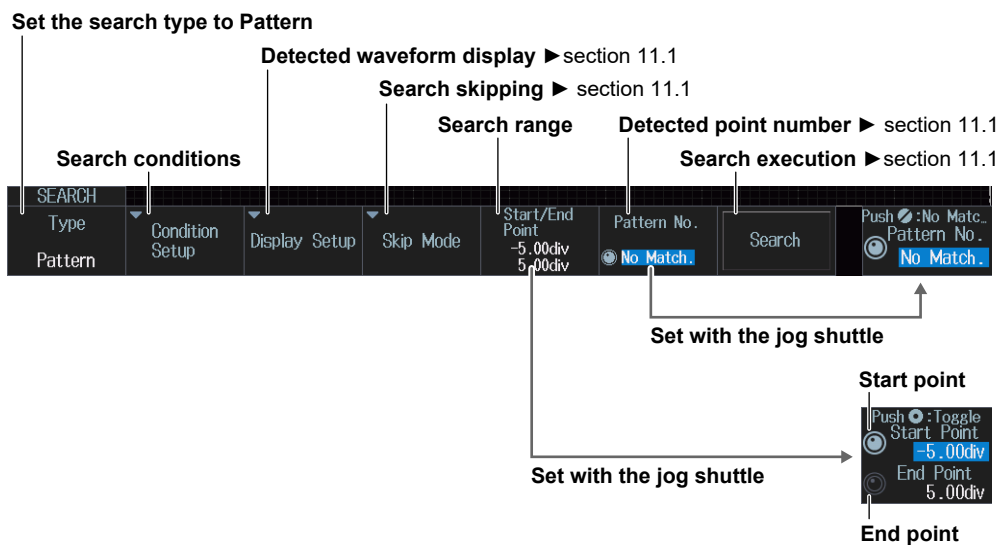 Set the search type to Pattern
Detected waveform display ►section 11.1
Search skipping ► section 11.1
Search range
Detected point number ► section 11.1
Search conditions
Search execution ►section 11.1
SEARCH
Type
Pattern
Condition
Setup
Display Setup
Skip Mode
Start/End
Point
-5.00div
5.00div
Pattern No.
No Match.
Search
Push :No Matc…
Pattern No.
No Match.
Set with the jog shuttle
Start point
Push :Toggle
Start Point
-5.00div
End Point
5.00div
Set with the jog shuttle
End point